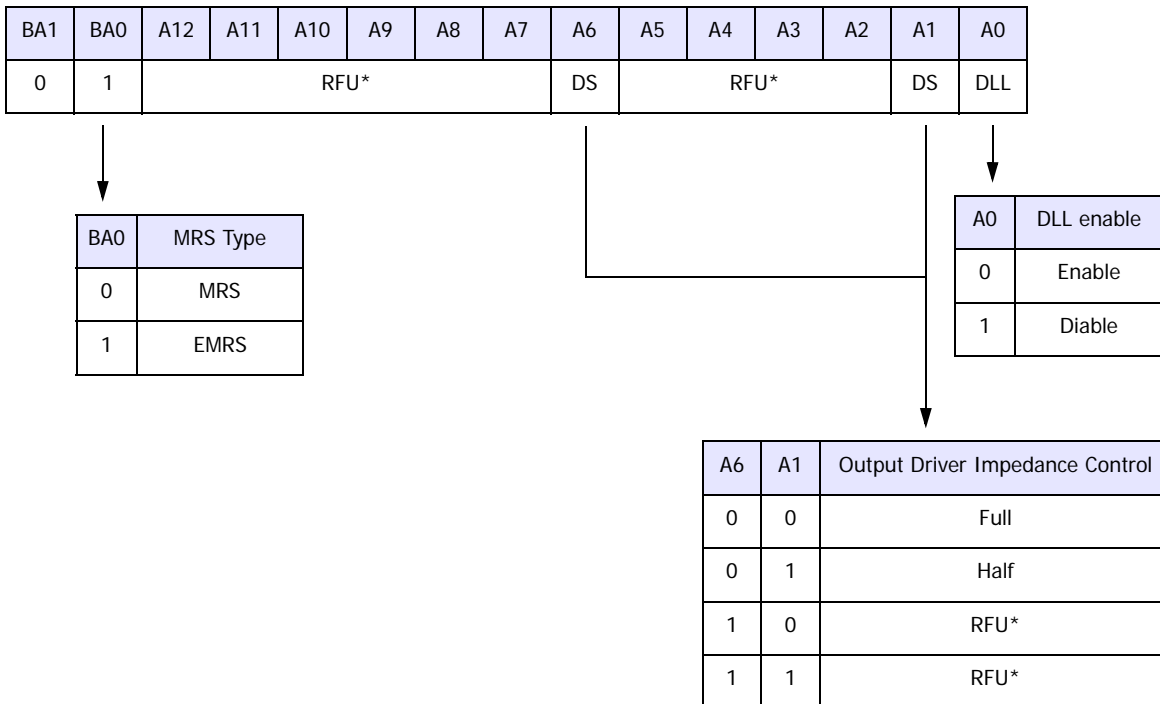 BA1 BA0 A12 A11 A10 A9 A8 A7 A6 A5 A4 A3 A2 A1 A0
0 1 RFU* DS RFU* DS DLL
BA0 MRS Type
0 MRS
1 EMRS
A0 DLL enable
0 Enable
1 Diable
A6 A1 Output Driver Impedance Control
0 0 Full
0 1 Half
1 0 RFU*
1 1 RFU*